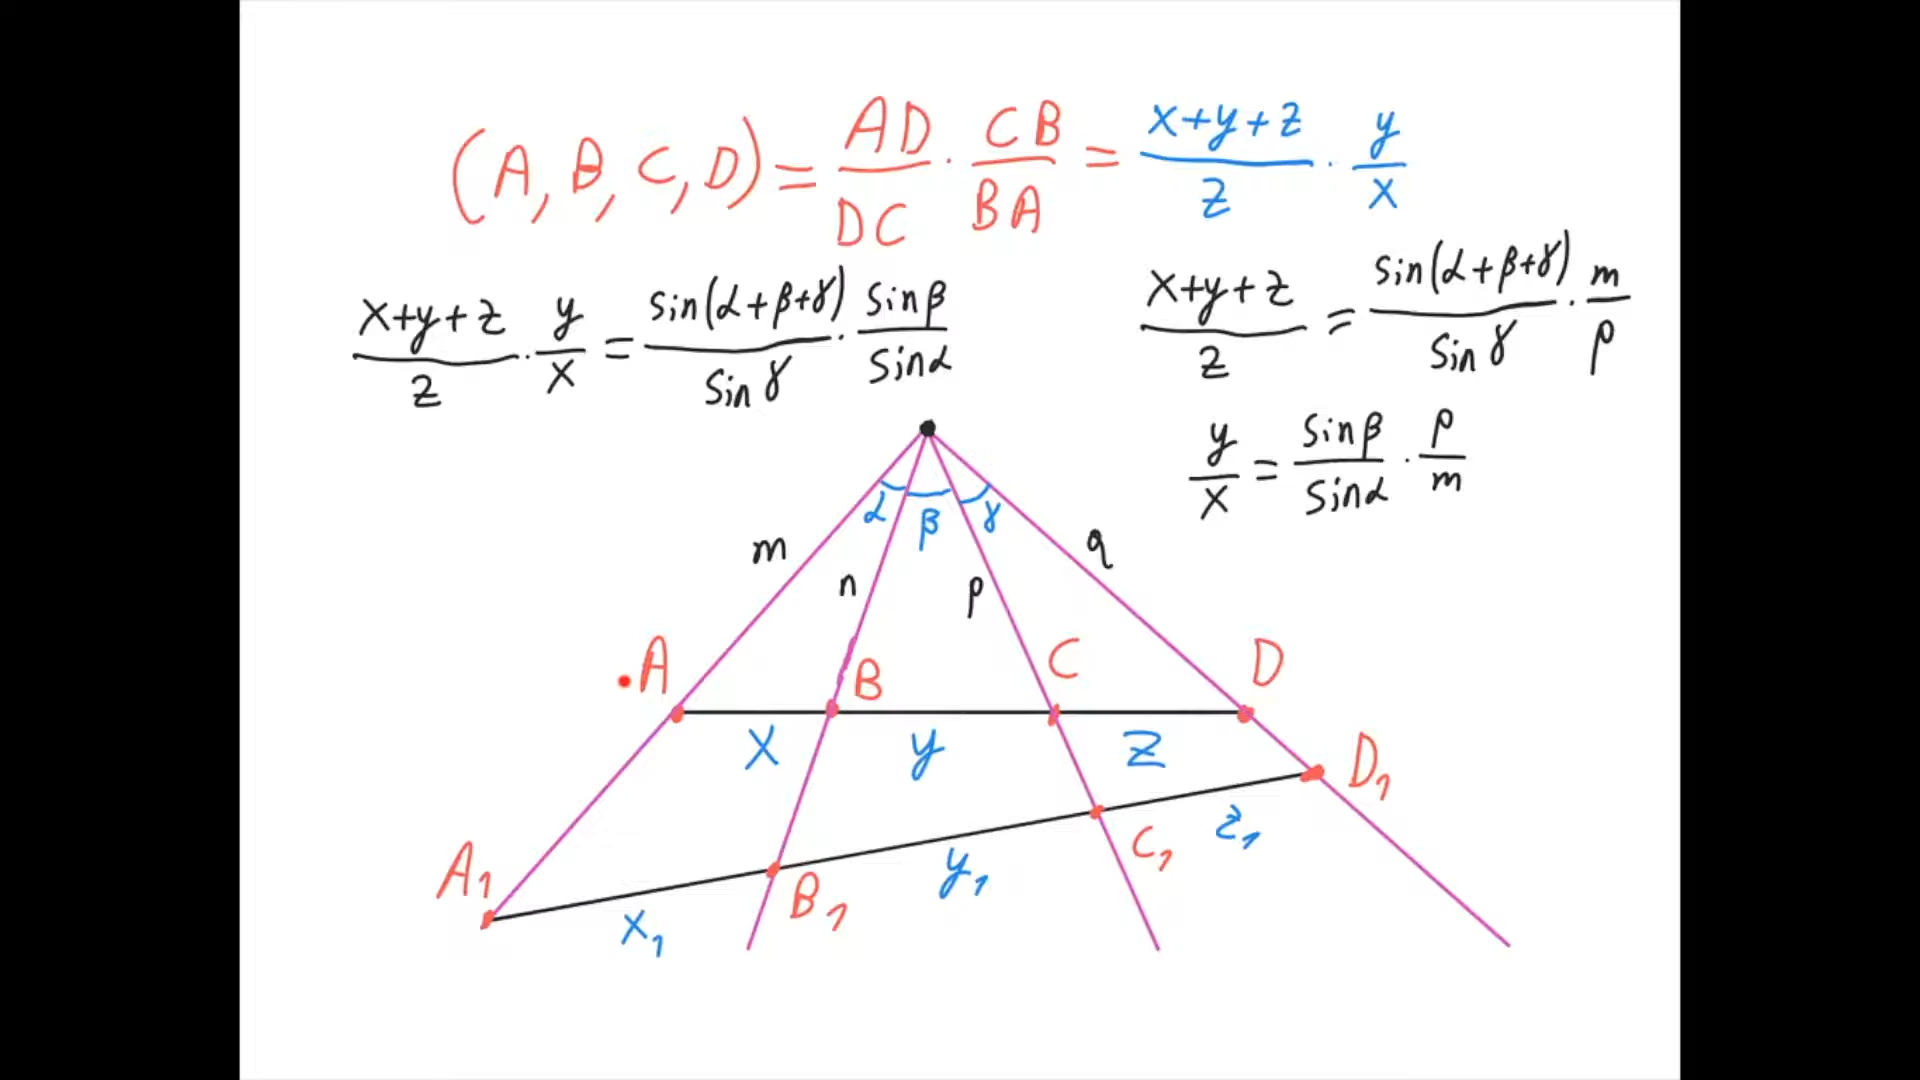 (A, B, C, D) = AD/DC · CB/BA = x+y+z/z · y/x
x+y+z/z · y/x = sin(α+β+γ)/sin γ · sin β/sin α
x+y+z/z = sin(α+β+γ)/sin γ · m/p
y/x = sin β/sin α · p/m
α β γ
m n p q
A B C D
x y z
A₁ B₁ C₁ D₁
x₁ y₁ z₁